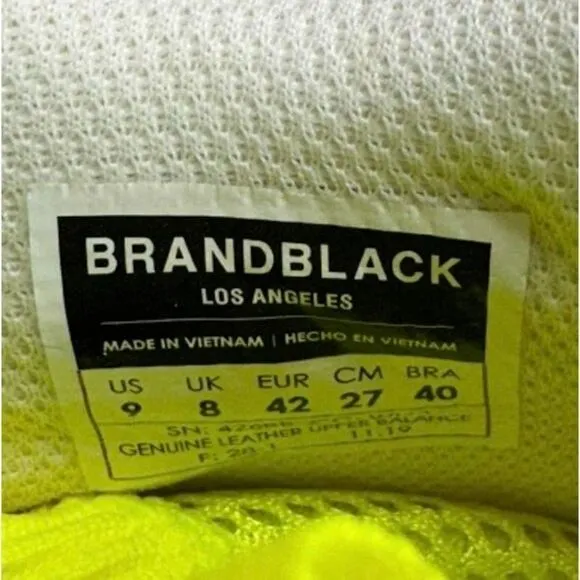 BRANDBLACK
LOS ANGELES
MADE IN VIETNAM | HECHO EN VIETNAM
US UK EUR CM BRA
9 8 42 27 40
SN:
GENUINE LEATHER UPPER BALANCE
11.19